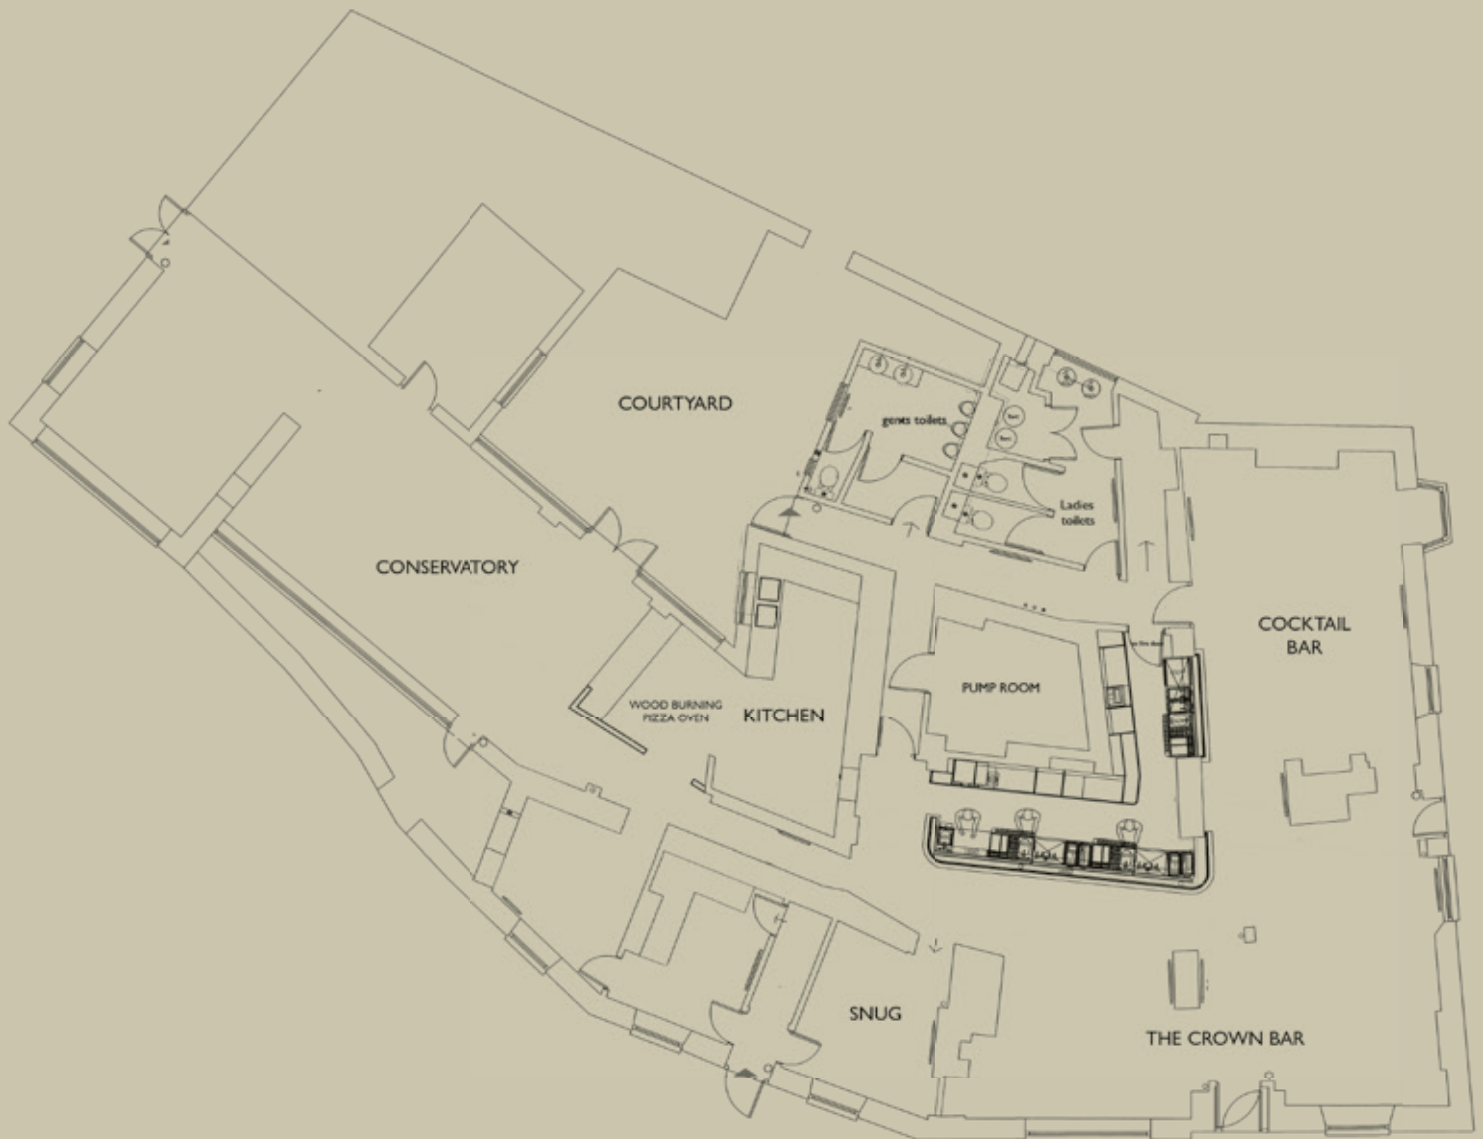 COURTYARD
gents toilets
Ladies
toilets
CONSERVATORY
COCKTAIL
BAR
PUMP ROOM
WOOD BURNING
PIZZA OVEN
KITCHEN
SNUG
THE CROWN BAR